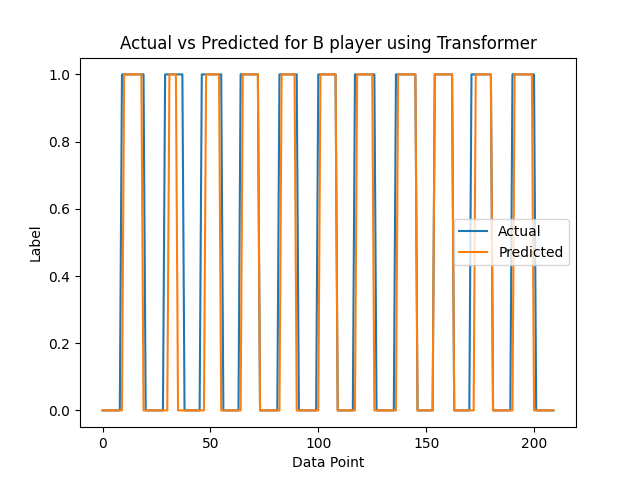 Actual vs Predicted for B player using Transformer
1.0
0.8
0.6
0.4
0.2
0.0
Label
Actual
Predicted
0
50
100
150
200
Data Point